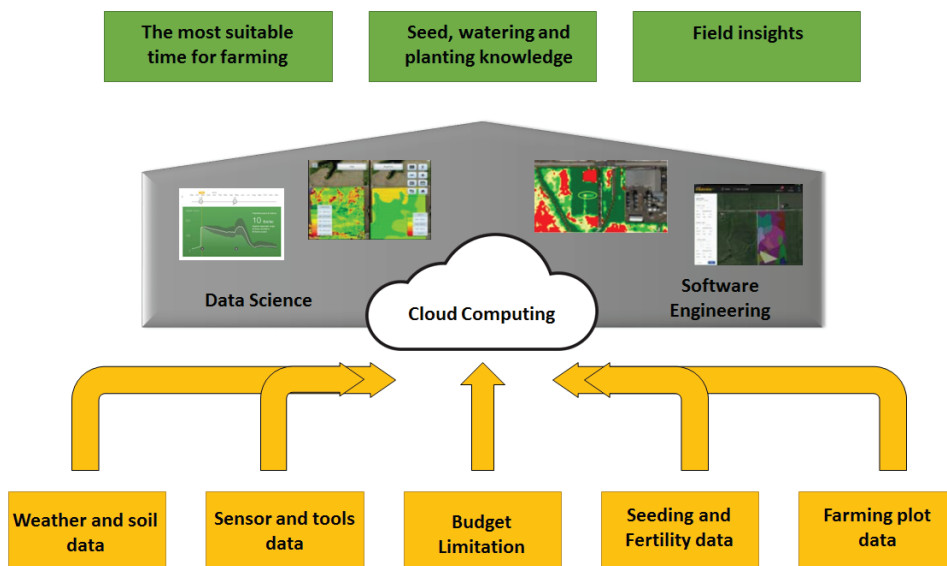 The most suitable
time for farming
Seed, watering and
planting knowledge
Field insights
Data Science
Cloud Computing
Software
Engineering
Weather and soil
data
Sensor and tools
data
Budget
Limitation
Seeding and
Fertility data
Farming plot
data